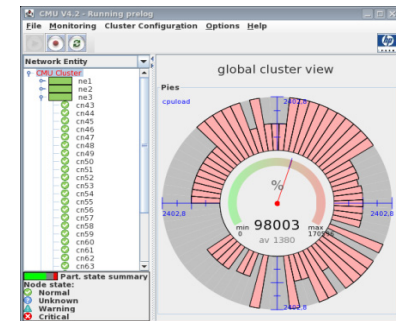 CMU V4.2 - Running prelog
File Monitoring Cluster Configuration Options Help
hp
Network Entity
CMU Cluster
ne1
ne2
ne3
cn43
cn44
cn45
cn46
cn47
cn48
cn49
cn50
cn51
cn52
cn53
cn54
cn55
cn56
cn57
cn58
cn59
cn60
cn61
cn62
cn63
Part. state summary
Node state:
Normal
Unknown
Warning
Critical
global cluster view
Pies
cpuload
2402,8
2402,8
2402,8
2402,8
%
min
0
98003
max
av 1380